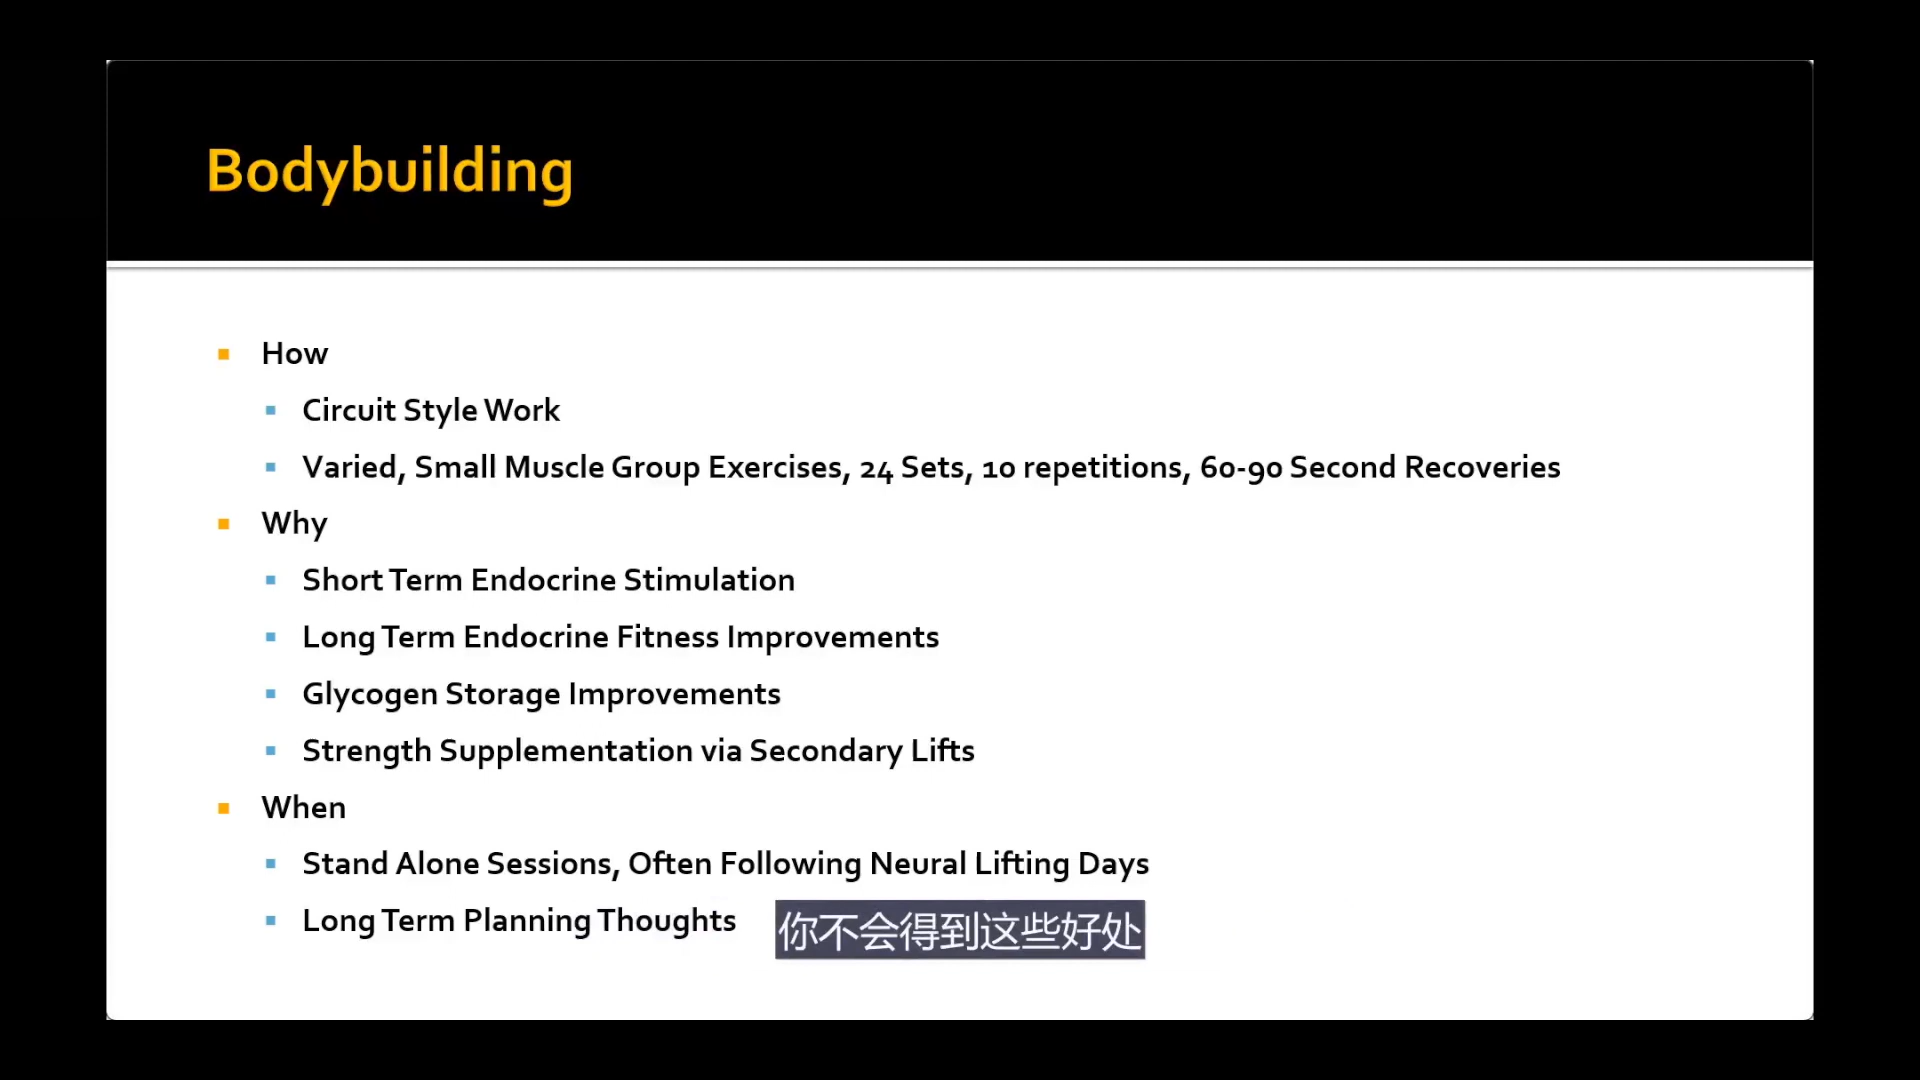 Bodybuilding
How
Circuit Style Work
Varied, Small Muscle Group Exercises, 24 Sets, 10 repetitions, 60-90 Second Recoveries
Why
Short Term Endocrine Stimulation
Long Term Endocrine Fitness Improvements
Glycogen Storage Improvements
Strength Supplementation via Secondary Lifts
When
Stand Alone Sessions, Often Following Neural Lifting Days
Long Term Planning Thoughts
你不会得到这些好处